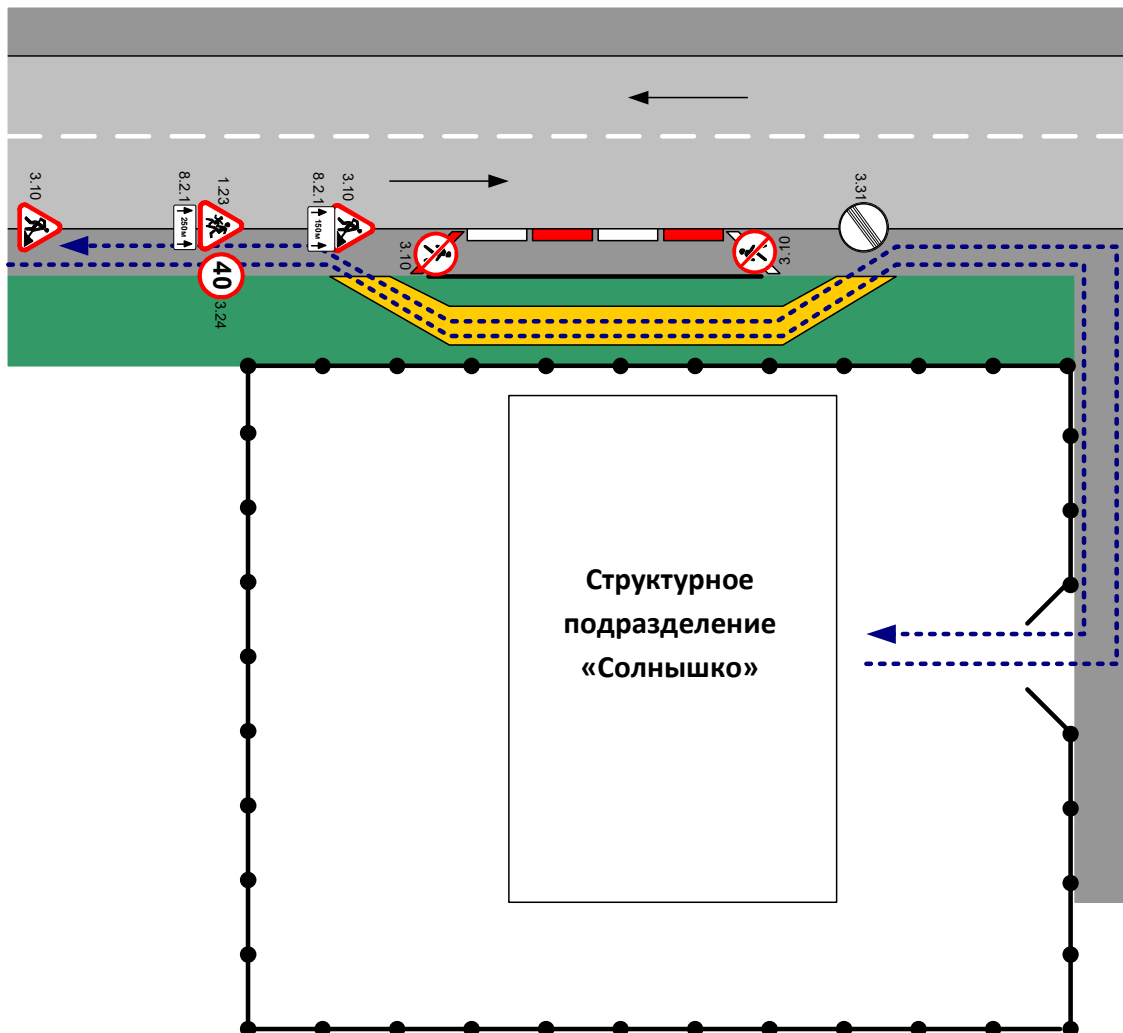 3.10
8.2.1
250м
1.23
40
3.24
8.2.1
150м
3.10
3.10
3.10
3.31
Структурное
подразделение
«Солнышко»